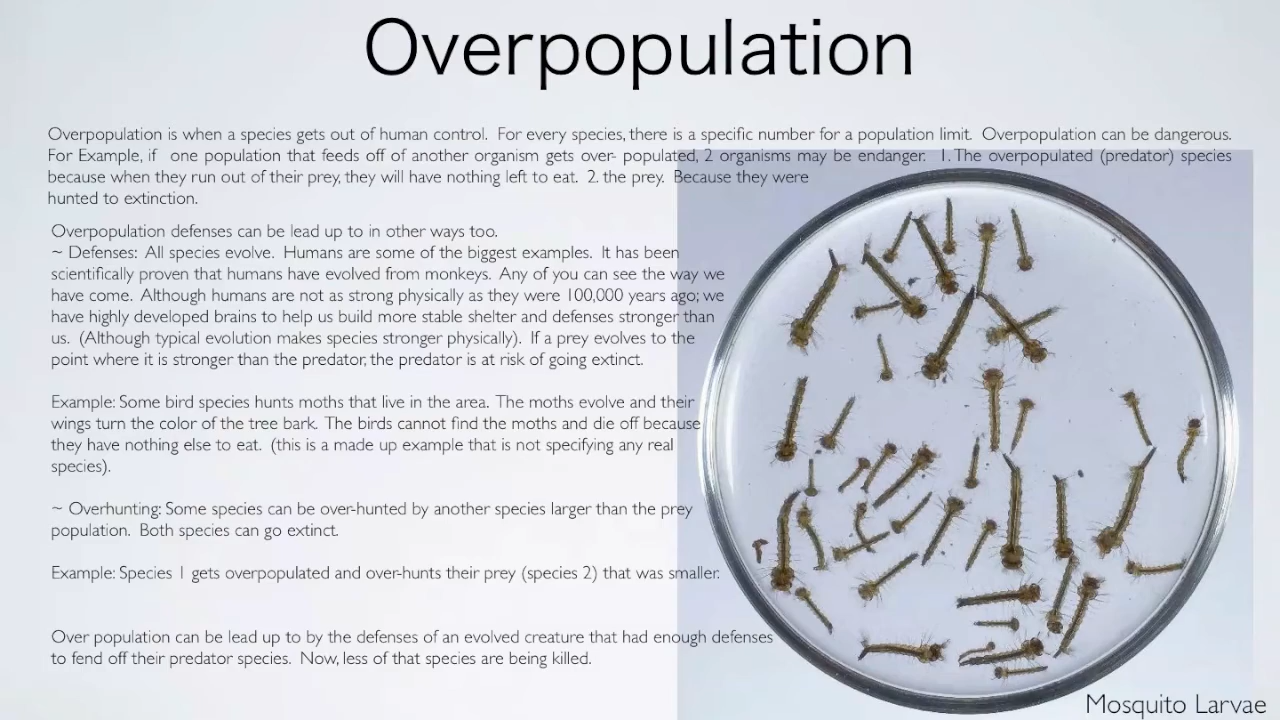 Overpopulation
Overpopulation is when a species gets out of human control. For every species, there is a specific number for a population limit. Overpopulation can be dangerous.
For Example, if one population that feeds off of another organism gets over- populated, 2 organisms may be endanger. 1. The overpopulated (predator) species
because when they run out of their prey, they will have nothing left to eat. 2. the prey. Because they were
hunted to extinction.
Overpopulation defenses can be lead up to in other ways too.
~ Defenses: All species evolve. Humans are some of the biggest examples. It has been
scientifically proven that humans have evolved from monkeys. Any of you can see the way we
have come. Although humans are not as strong physically as they were 100,000 years ago; we
have highly developed brains to help us build more stable shelter and defenses stronger than
us. (Although typical evolution makes species stronger physically). If a prey evolves to the
point where it is stronger than the predator, the predator is at risk of going extinct.
Example: Some bird species hunts moths that live in the area. The moths evolve and their
wings turn the color of the tree bark. The birds cannot find the moths and die off because
they have nothing else to eat. (this is a made up example that is not specifying any real
species).
~ Overhunting: Some species can be over-hunted by another species larger than the prey
population. Both species can go extinct.
Example: Species 1 gets overpopulated and over-hunts their prey (species 2) that was smaller.
Over population can be lead up to by the defenses of an evolved creature that had enough defenses
to fend off their predator species. Now, less of that species are being killed.
Mosquito Larvae